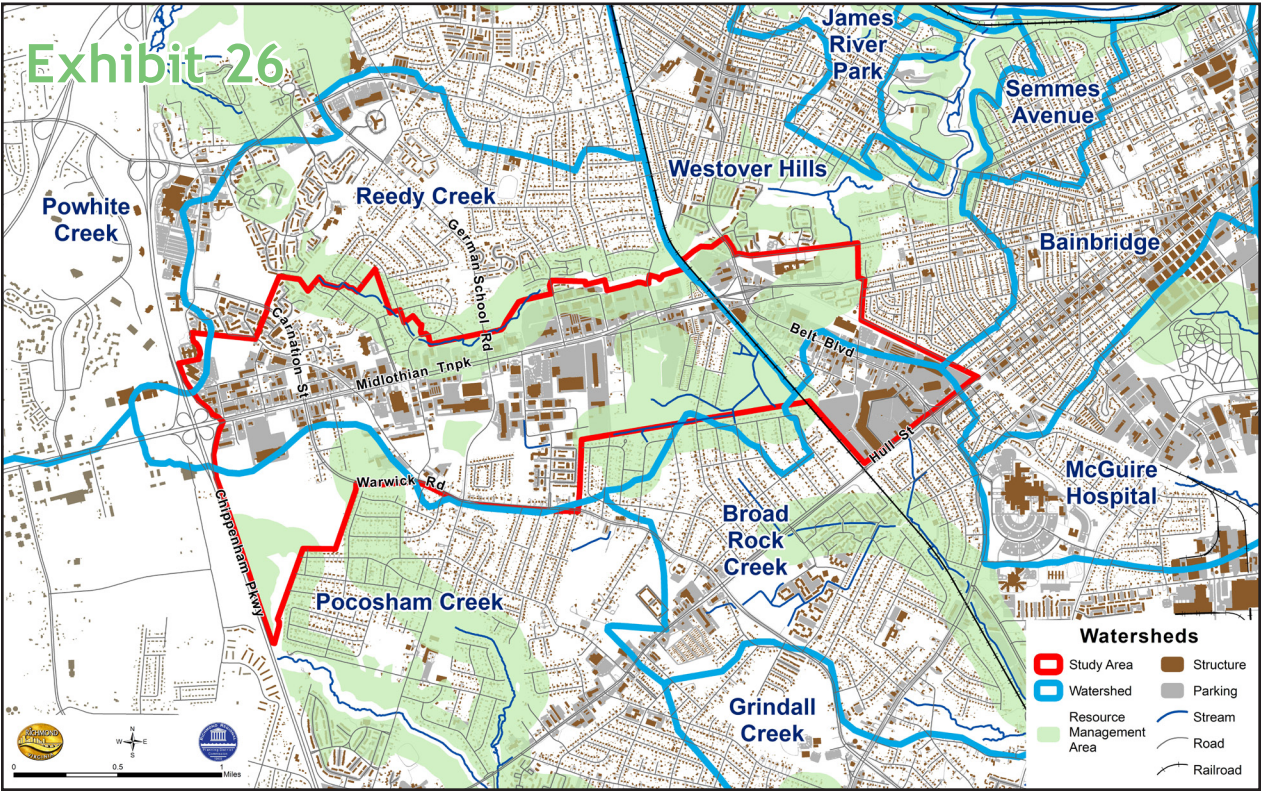 Exhibit 26
James
River
Park
Semmes
Avenue
Westover Hills
Reedy Creek
Powhite
Creek
Bainbridge
German School Rd
Carnation St
Belt Blvd
Midlothian Tnpk
Hull St
Warwick Rd
McGuire
Hospital
Broad
Rock
Creek
Chippenham Pkwy
Pocosham Creek
Grindall
Creek
Watersheds
Study Area
Structure
Watershed
Parking
Resource
Management
Area
Stream
Road
Railroad
RICHMOND
N
W
E
S
0
0.5
1
Miles